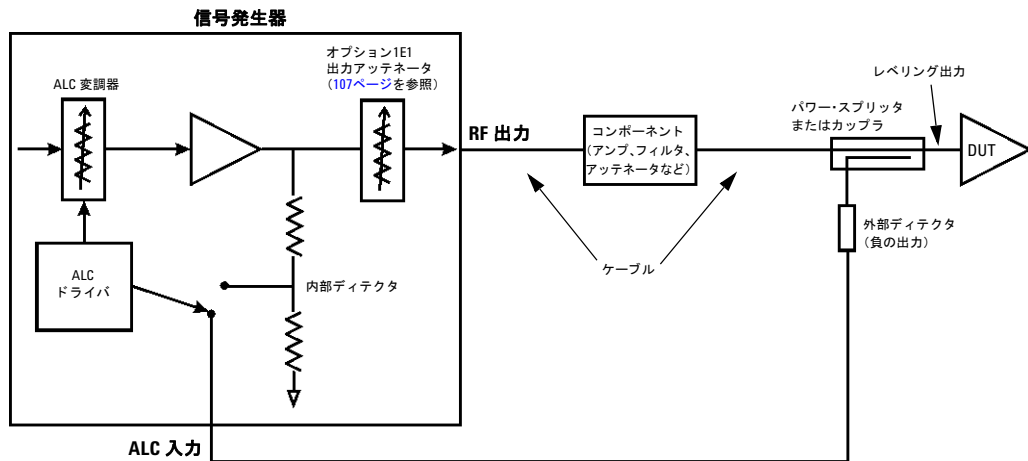 信号発生器
オプション1E1
出力アッテネータ
（107ページを参照）
ALC 変調器
ALC
ドライバ
内部ディテクタ
ALC 入力
RF 出力
コンポーネント
（アンプ、フィルタ、
アッテネータなど）
ケーブル
レベリング出力
パワー・スプリッタ
またはカップラ
DUT
外部ディテクタ
（負の出力）